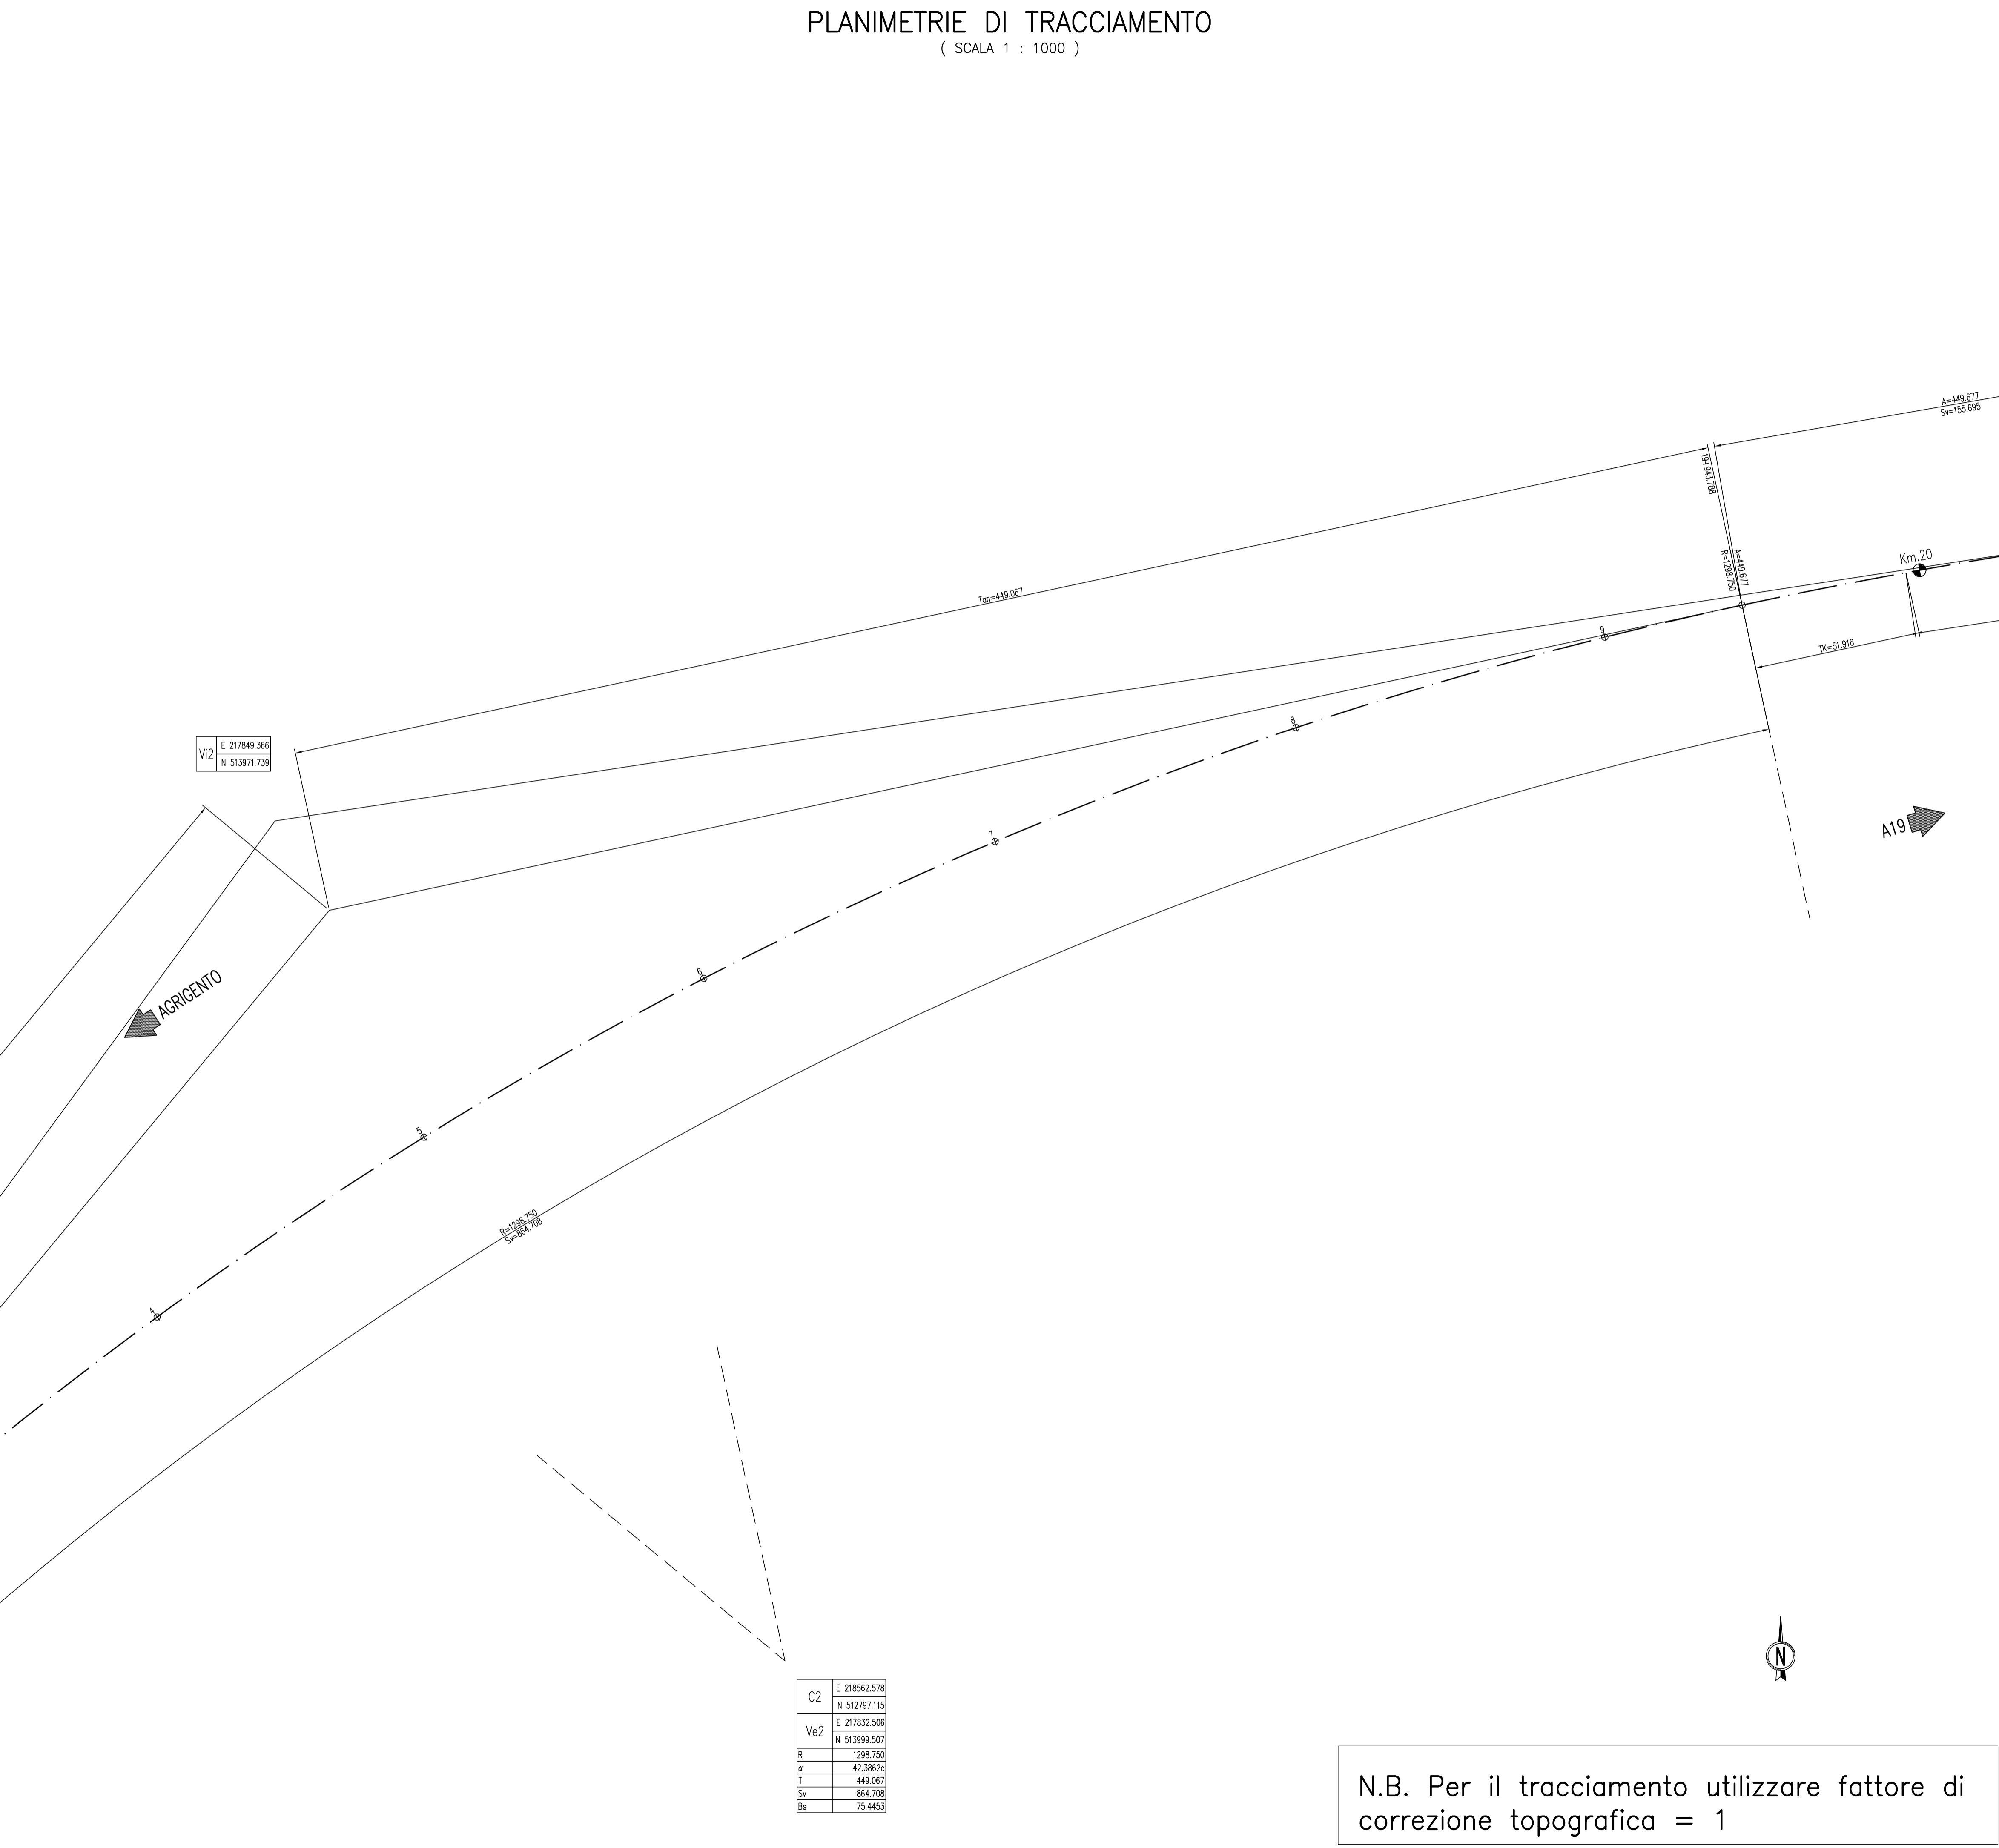 PLANIMETRIE DI TRACCIAMENTO
( SCALA 1 : 1000 )
A=449.677
Sv=155.695
19+943.788
A=449.677
R=1298.750
Km.20
Tan=449.067
9
TK=51.916
Vi2
E 217849.366
N 513971.739
8
A19
7
AGRIGENTO
6
5
R=1298.750
Sv=864.708
4
C2
E 218562.578
N 512797.115
Ve2
E 217832.506
N 513999.507
R 1298.750
α 42.3862c
T 449.067
Sv 864.708
Bs 75.4453
N
N.B. Per il tracciamento utilizzare fattore di
correzione topografica = 1